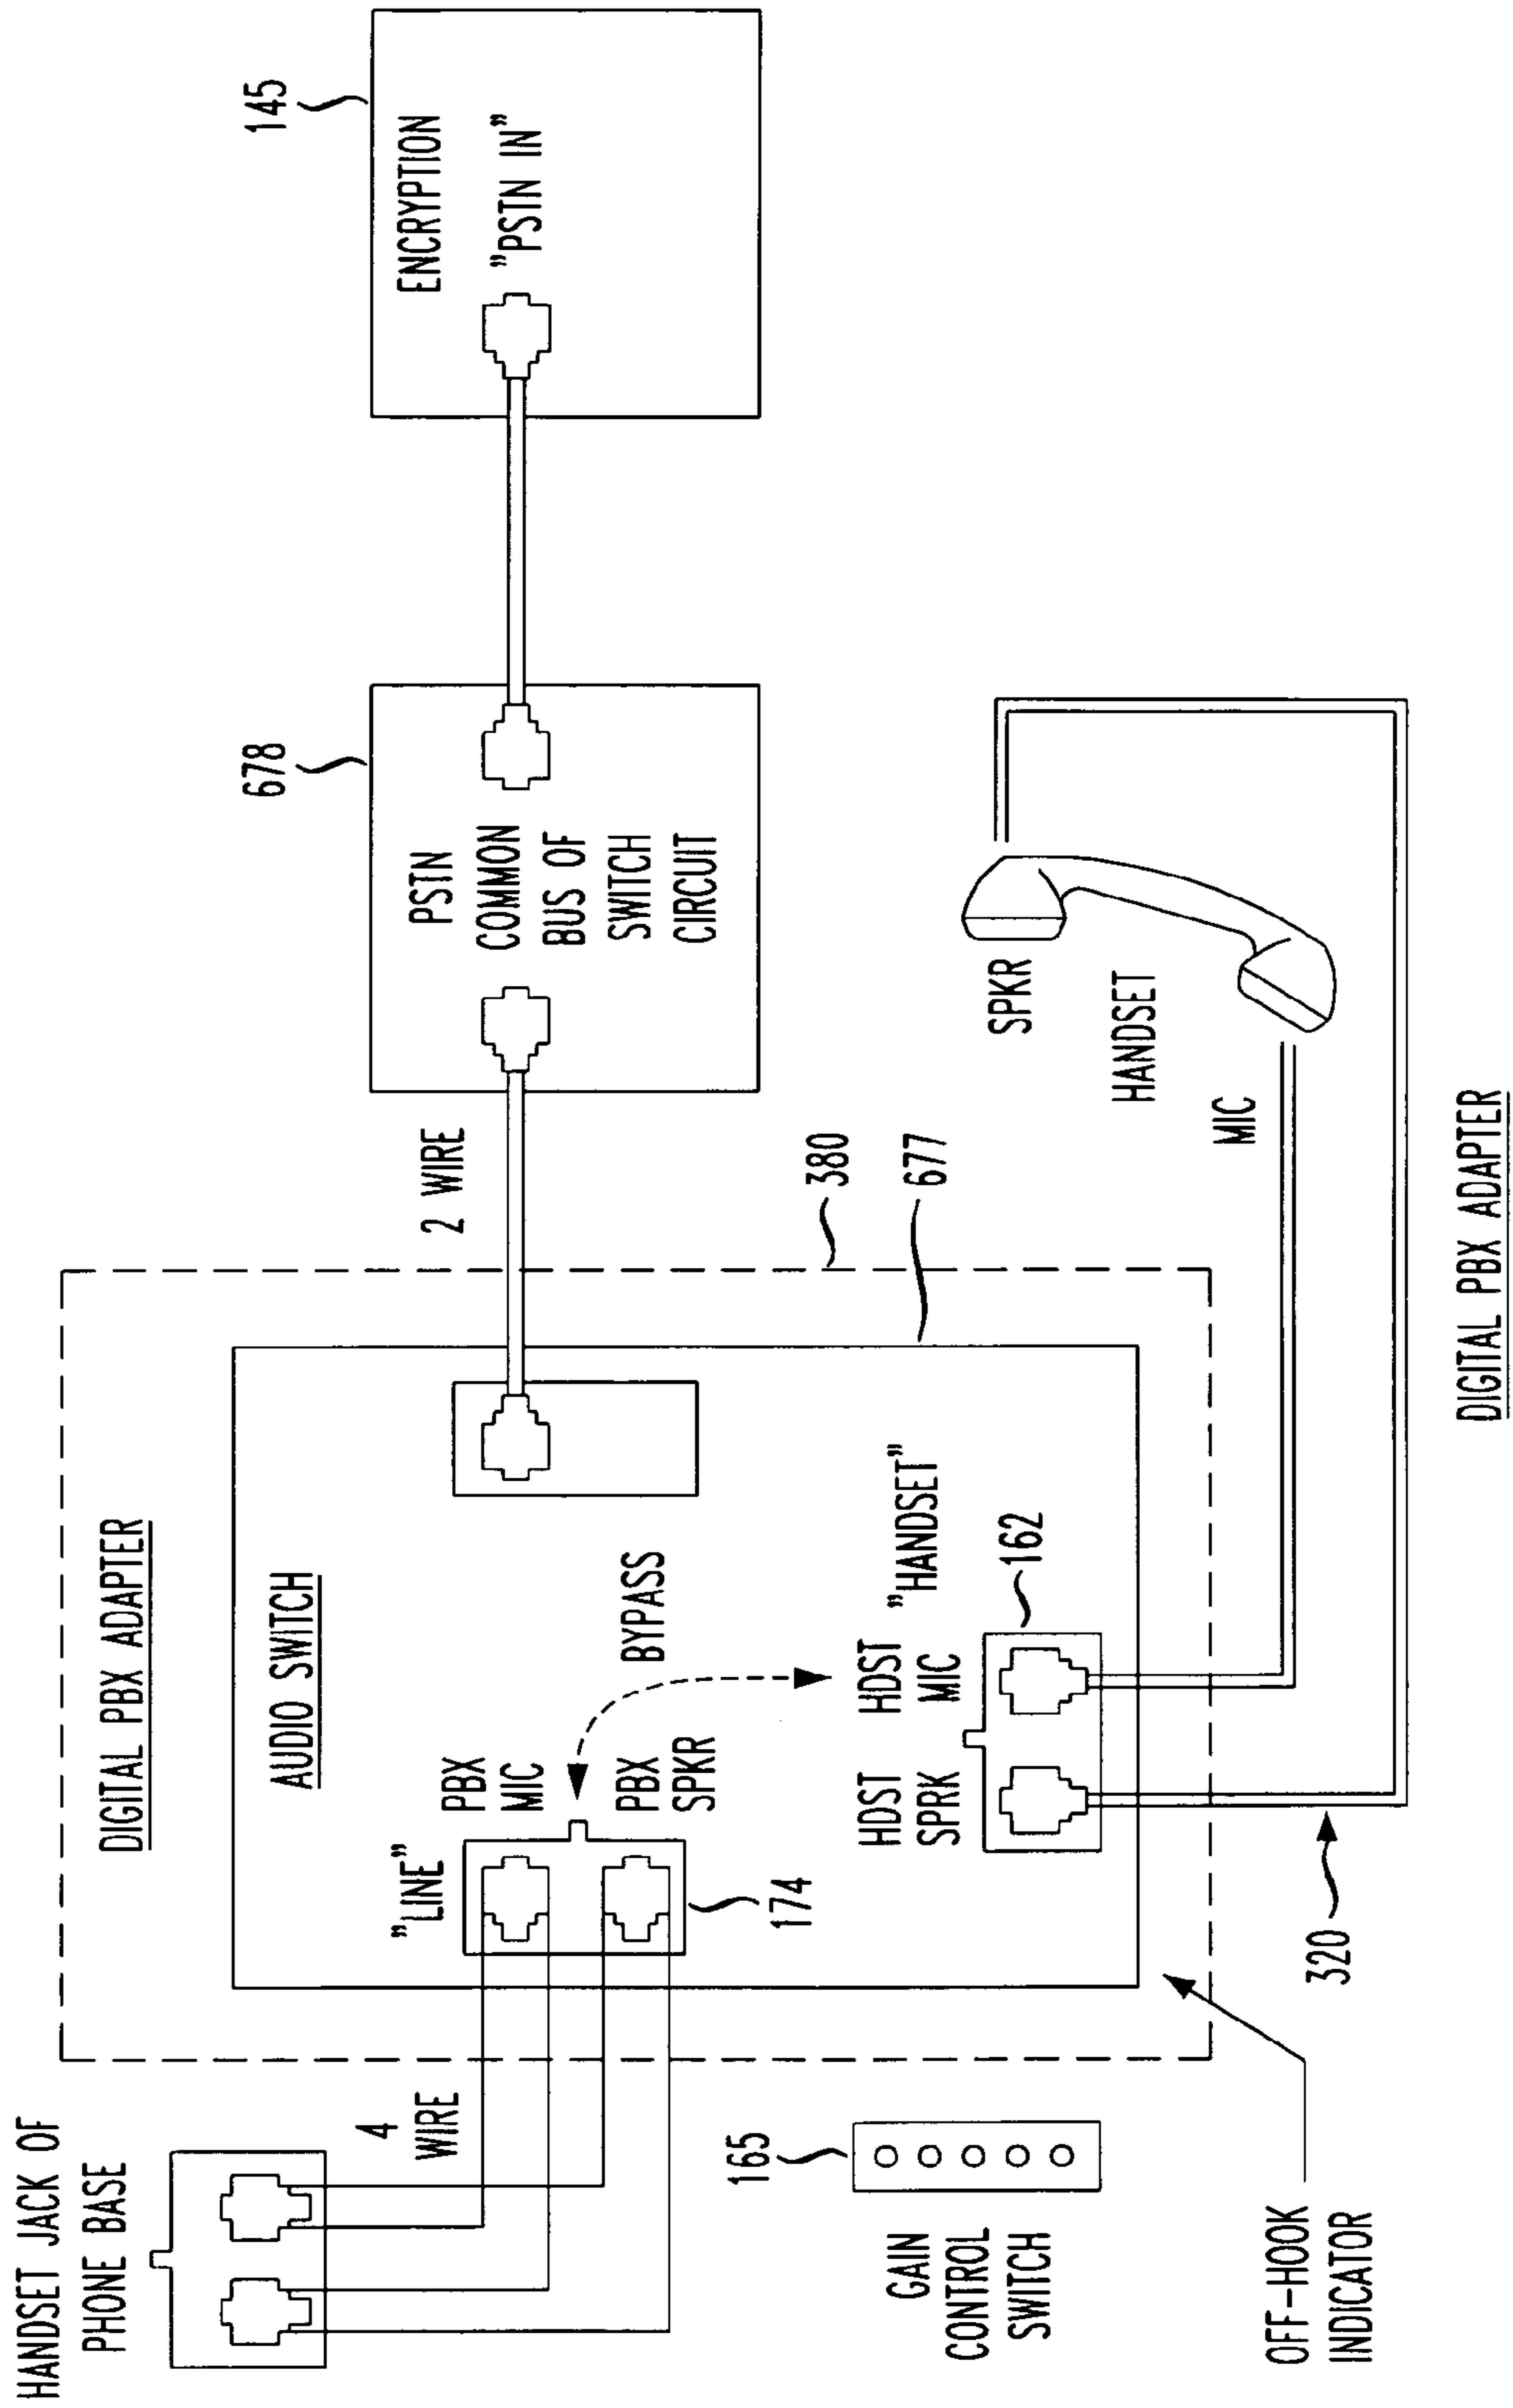 HANDSET JACK OF
PHONE BASE
4
WIRE
DIGITAL PBX ADAPTER
AUDIO SWITCH
"LINE"
PBX
MIC
PBX
SPKR
174
BYPASS
HDST
SPRK
HDST
MIC
"HANDSET"
162
2 WIRE
380
677
678
PSTN
COMMON
BUS OF
SWITCH
CIRCUIT
145
ENCRYPTION
"PSTN IN"
165
GAIN
CONTROL
SWITCH
OFF-HOOK
INDICATOR
320
MIC
HANDSET
SPKR
DIGITAL PBX ADAPTER